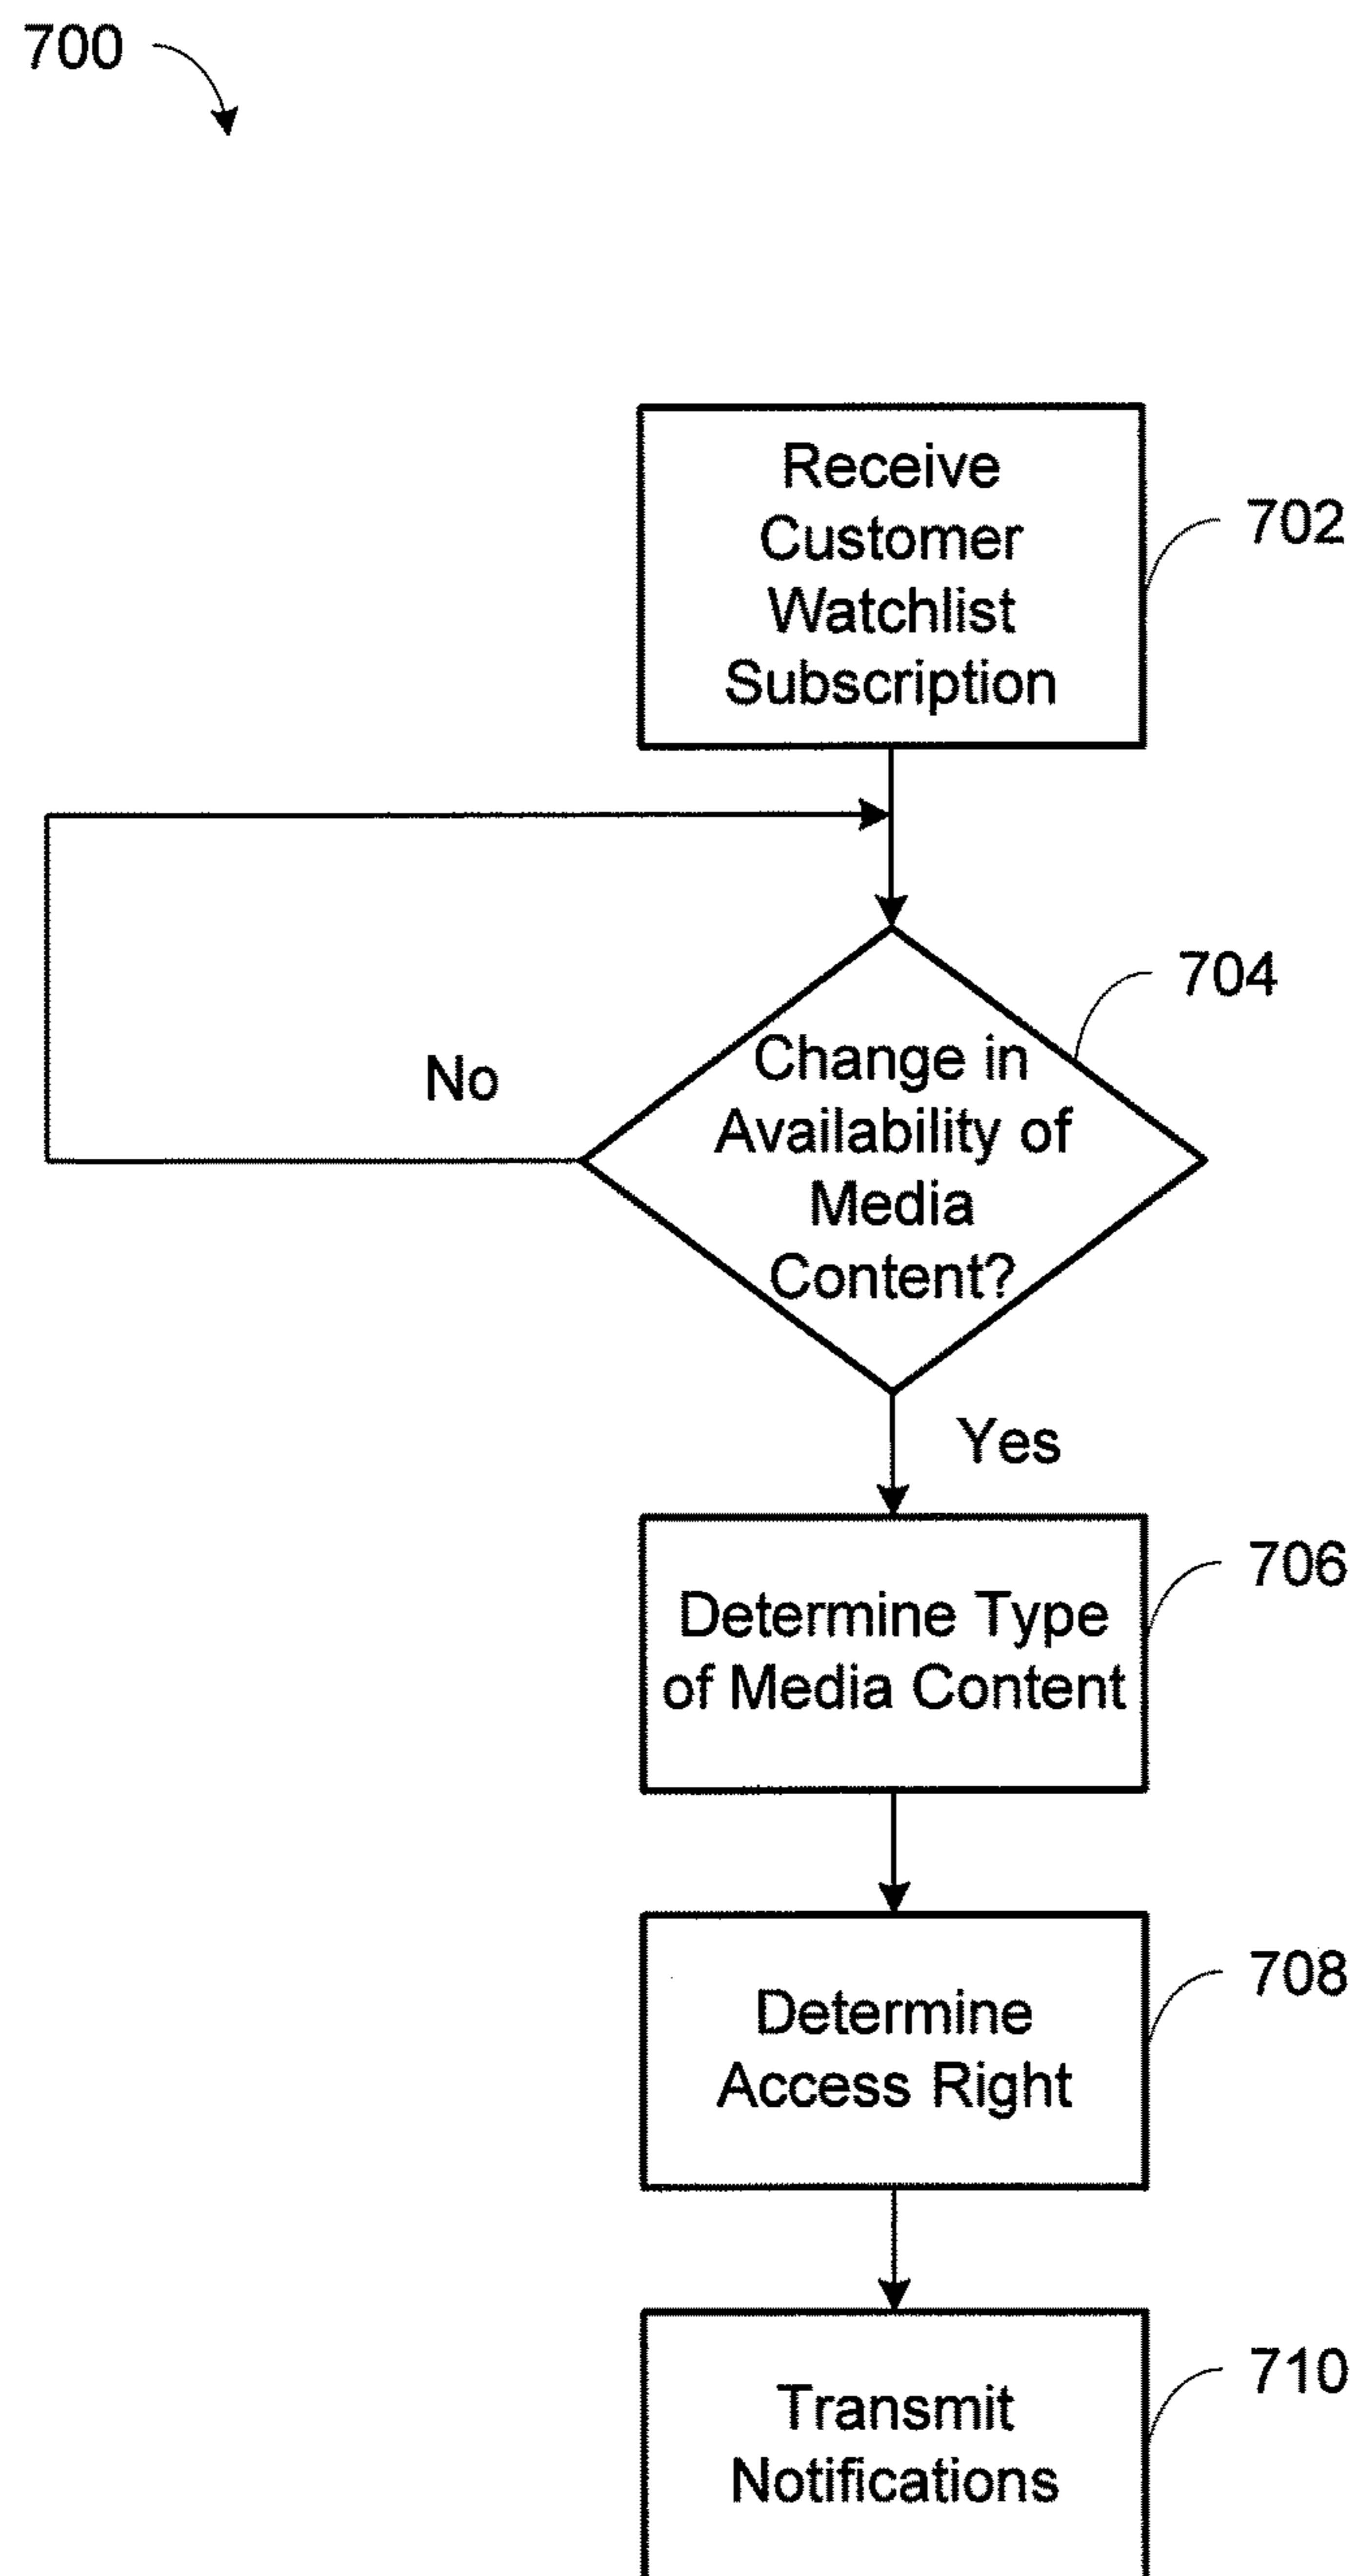 700
Receive
Customer
Watchlist
Subscription
702
704
Change in
Availability of
Media
Content?
No
Yes
706
Determine Type
of Media Content
708
Determine
Access Right
710
Transmit
Notifications